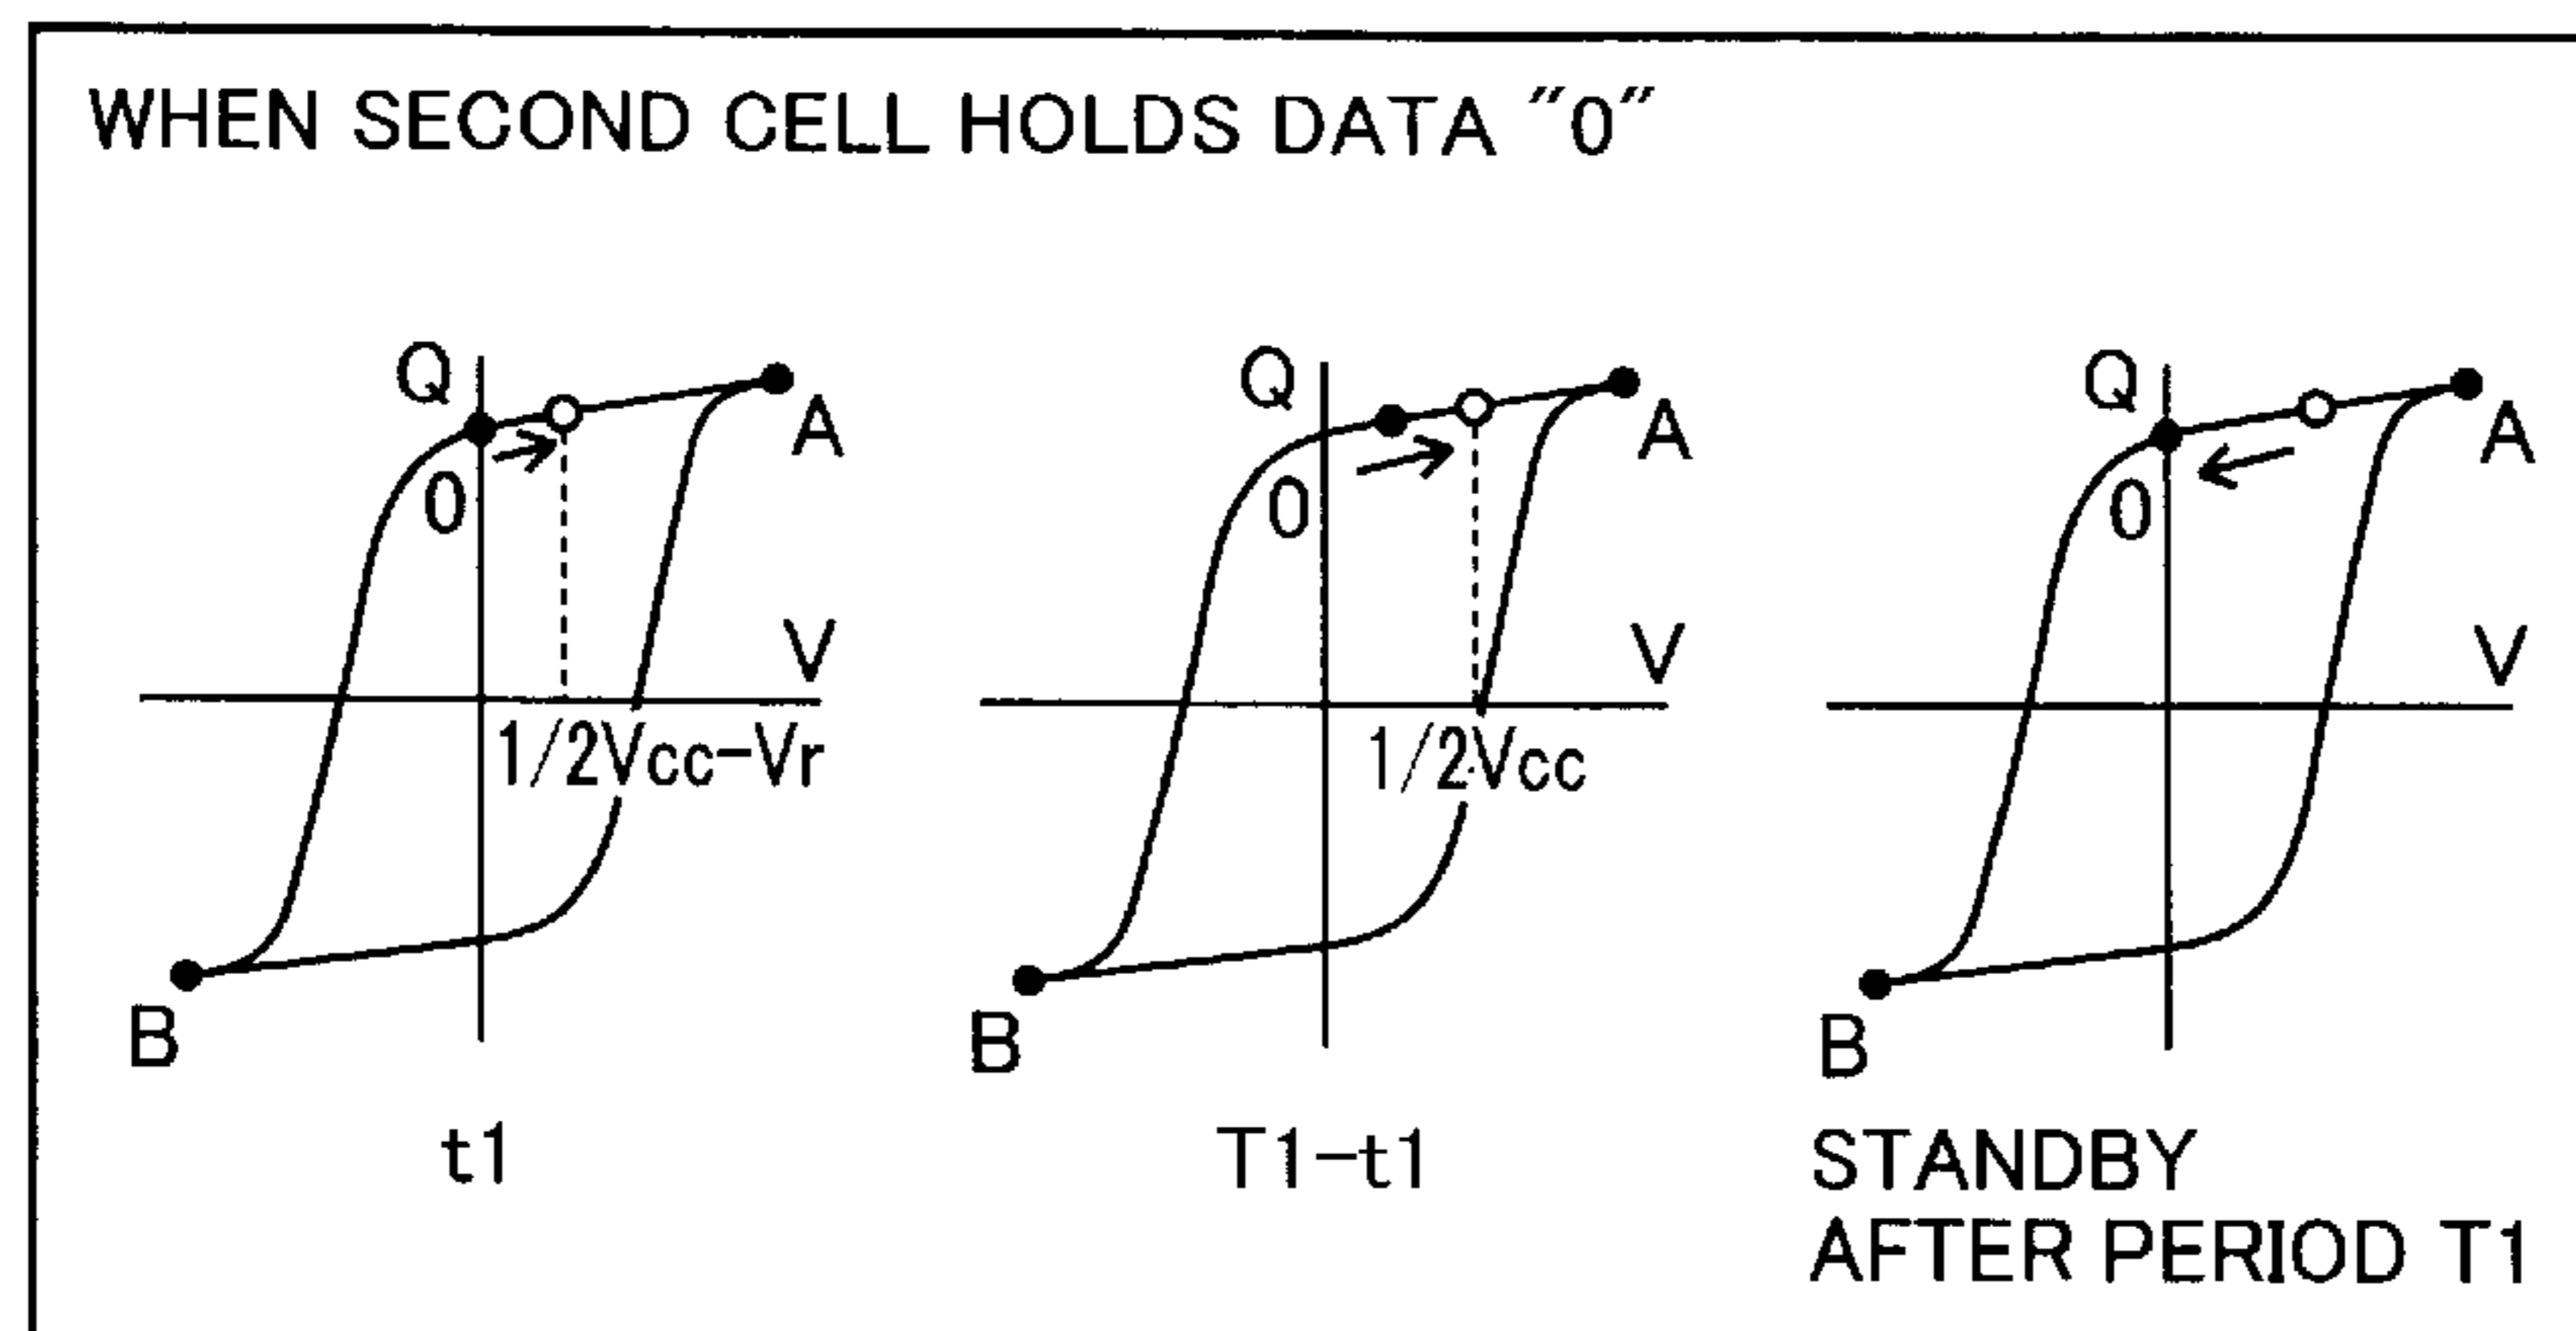 WHEN SECOND CELL HOLDS DATA "0"
Q
A
0
V
1/2Vcc-Vr
B
t1
Q
A
0
V
1/2Vcc
B
T1-t1
Q
A
0
V
B
STANDBY
AFTER PERIOD T1